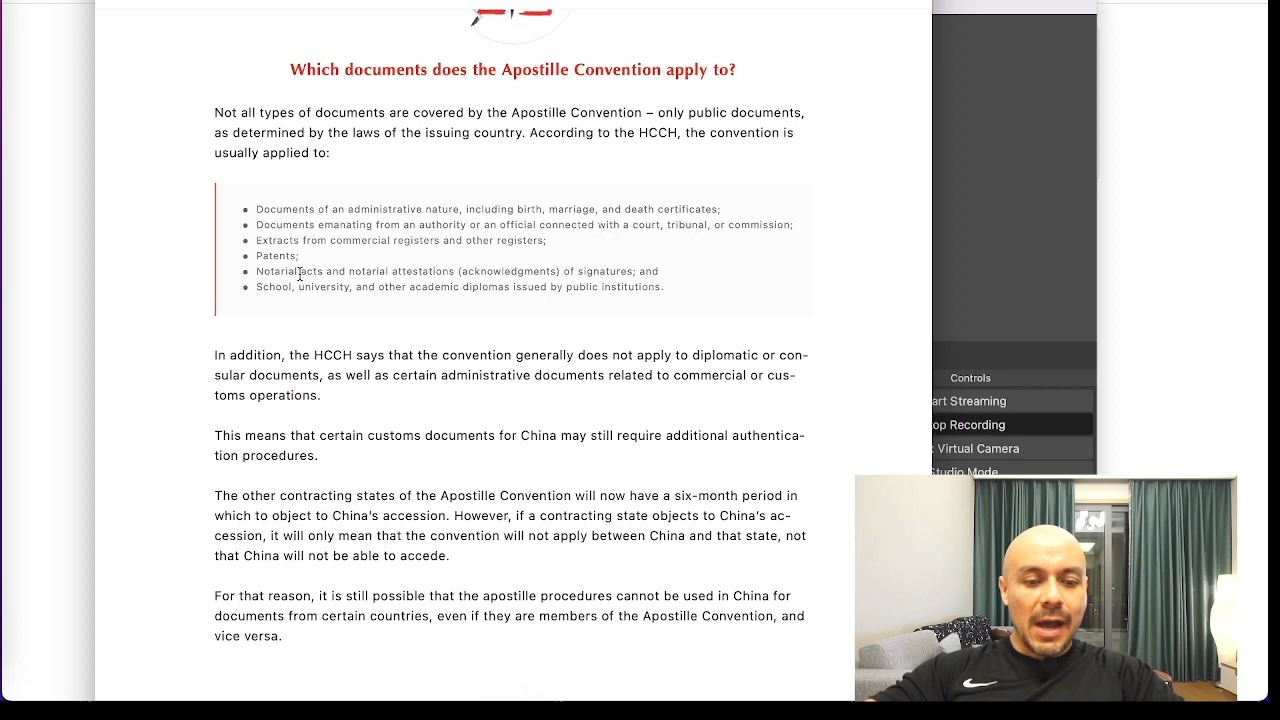 Which documents does the Apostille Convention apply to?
Not all types of documents are covered by the Apostille Convention – only public documents,
as determined by the laws of the issuing country. According to the HCCH, the convention is
usually applied to:
• Documents of an administrative nature, including birth, marriage, and death certificates;
• Documents emanating from an authority or an official connected with a court, tribunal, or commission;
• Extracts from commercial registers and other registers;
• Patents;
• Notarial acts and notarial attestations (acknowledgments) of signatures; and
• School, university, and other academic diplomas issued by public institutions.
In addition, the HCCH says that the convention generally does not apply to diplomatic or con-
sular documents, as well as certain administrative documents related to commercial or cus-
toms operations.
This means that certain customs documents for China may still require additional authentica-
tion procedures.
The other contracting states of the Apostille Convention will now have a six-month period in
which to object to China's accession. However, if a contracting state objects to China's ac-
cession, it will only mean that the convention will not apply between China and that state, not
that China will not be able to accede.
For that reason, it is still possible that the apostille procedures cannot be used in China for
documents from certain countries, even if they are members of the Apostille Convention, and
vice versa.
Controls
art Streaming
op Recording
Virtual Camera
Studio Mode